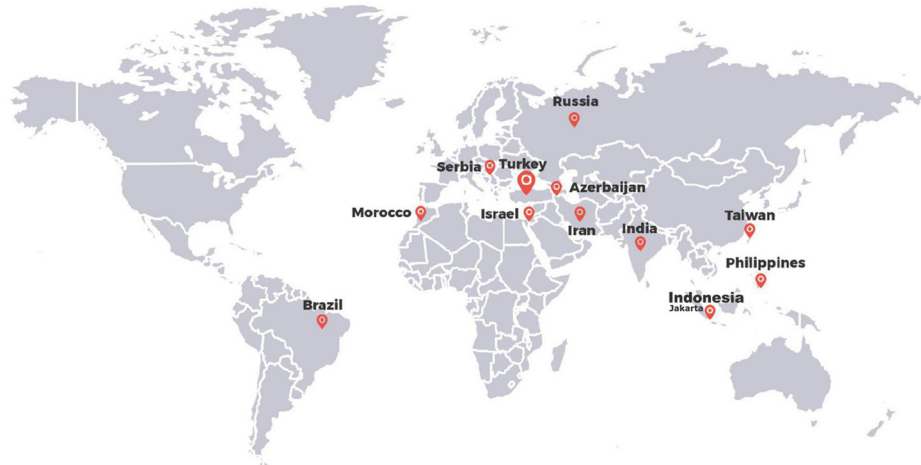 Russia
Serbia
Turkey
Azerbaijan
Morocco
Israel
Iran
India
Taiwan
Philippines
Indonesia
Jakarta
Brazil